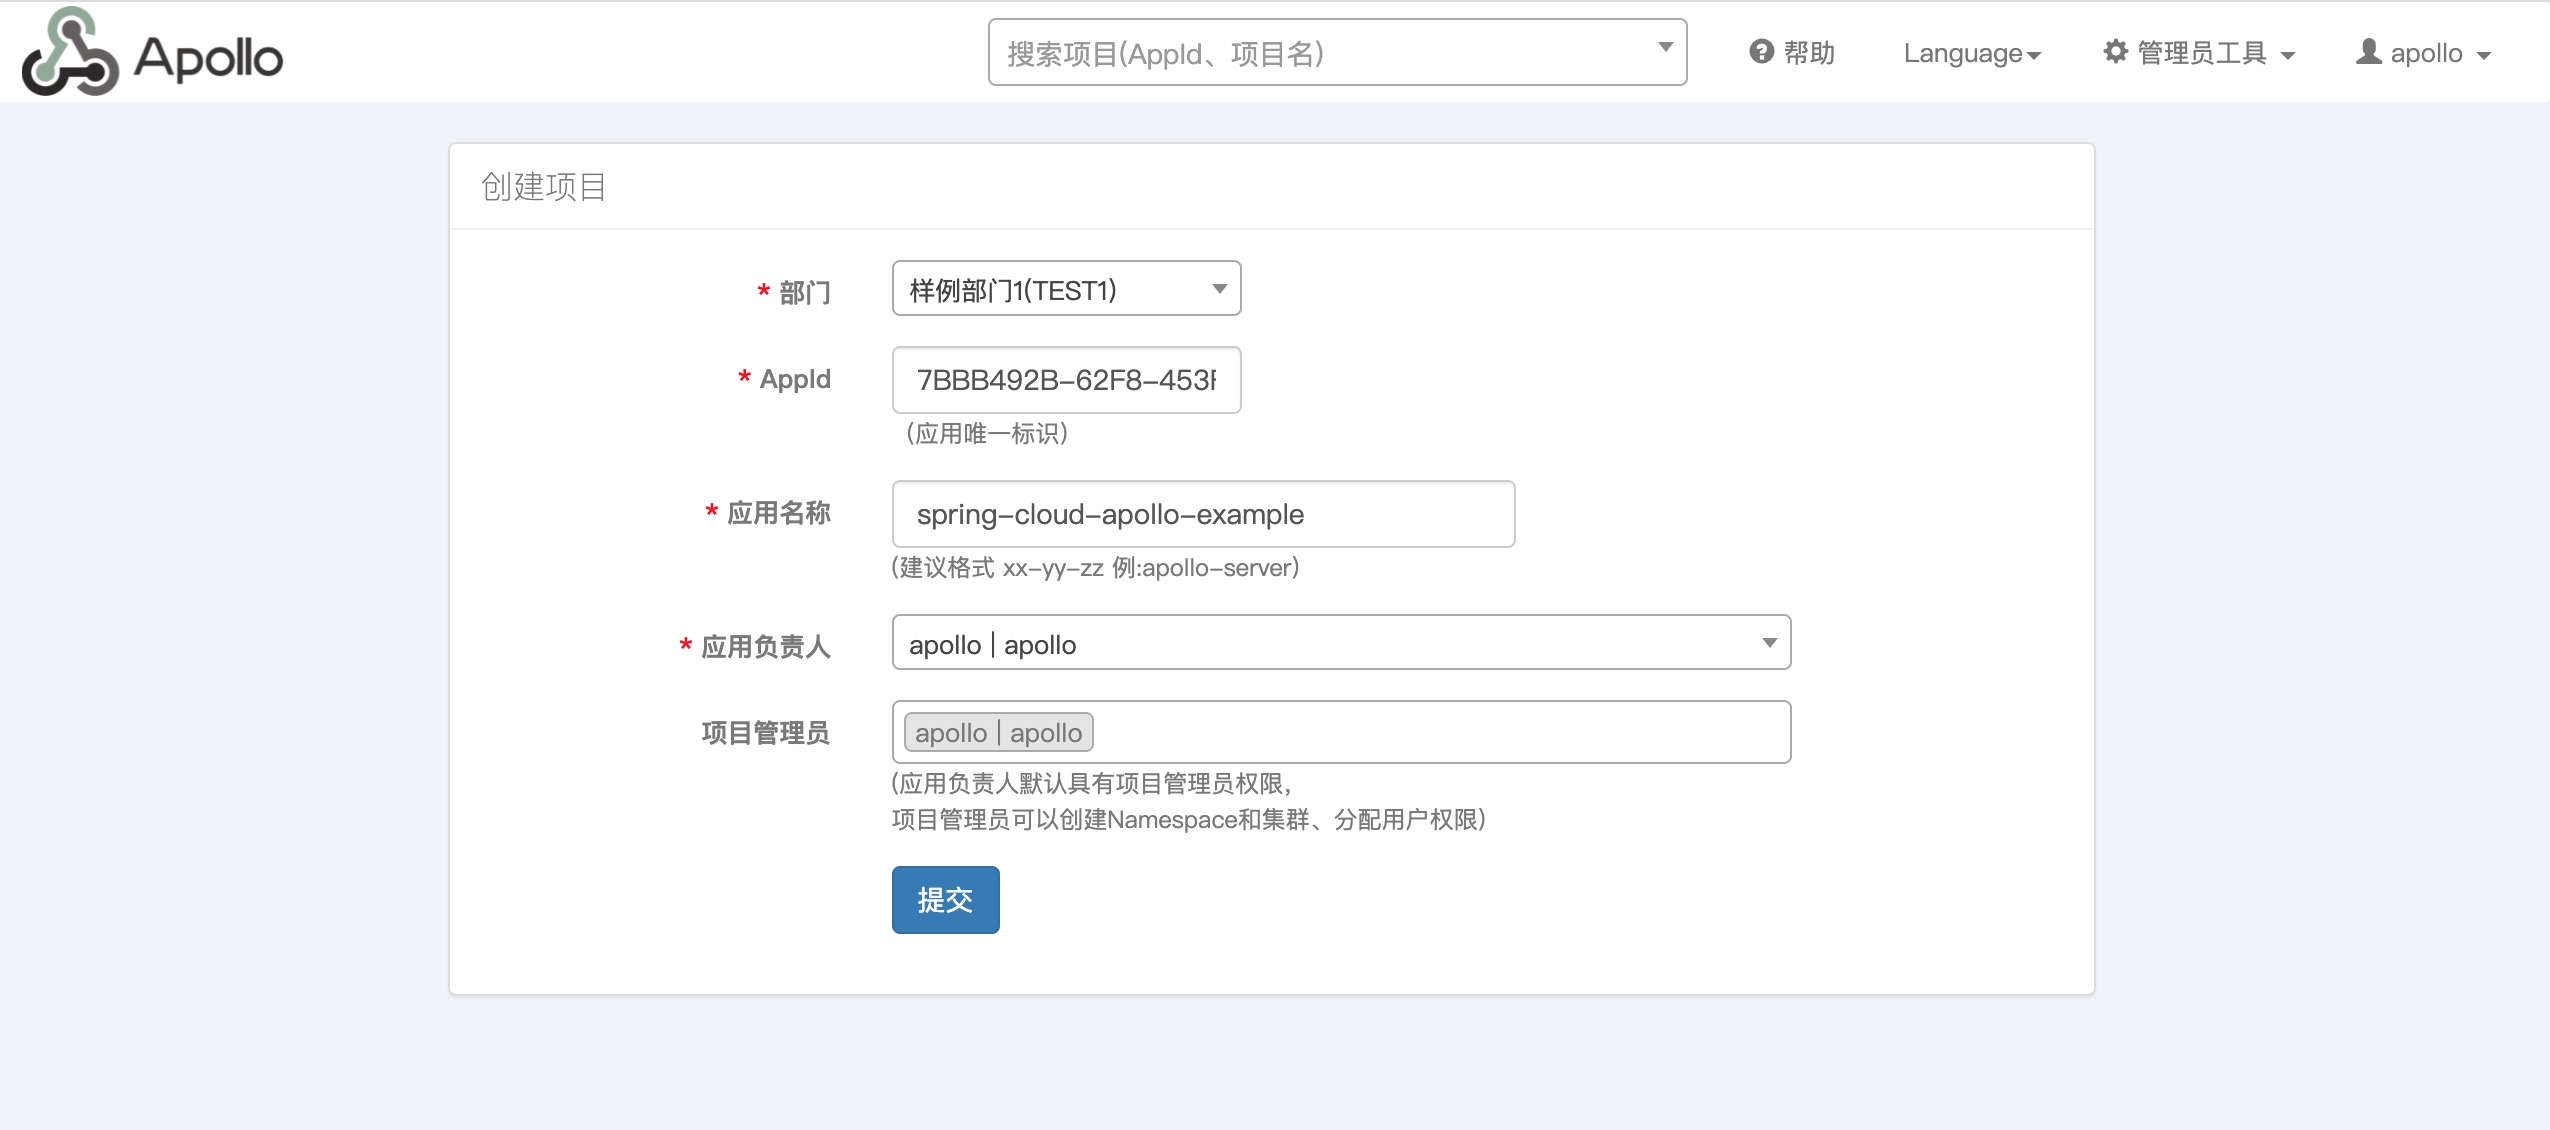 Apollo
搜索项目(AppId、项目名)
帮助
Language
管理员工具
apollo
创建项目
* 部门
样例部门1(TEST1)
* AppId
7BBB492B-62F8-453
(应用唯一标识)
* 应用名称
spring-cloud-apollo-example
(建议格式 xx-yy-zz 例:apollo-server)
* 应用负责人
apollo | apollo
项目管理员
apollo | apollo
(应用负责人默认具有项目管理员权限，
项目管理员可以创建Namespace和集群、分配用户权限)
提交